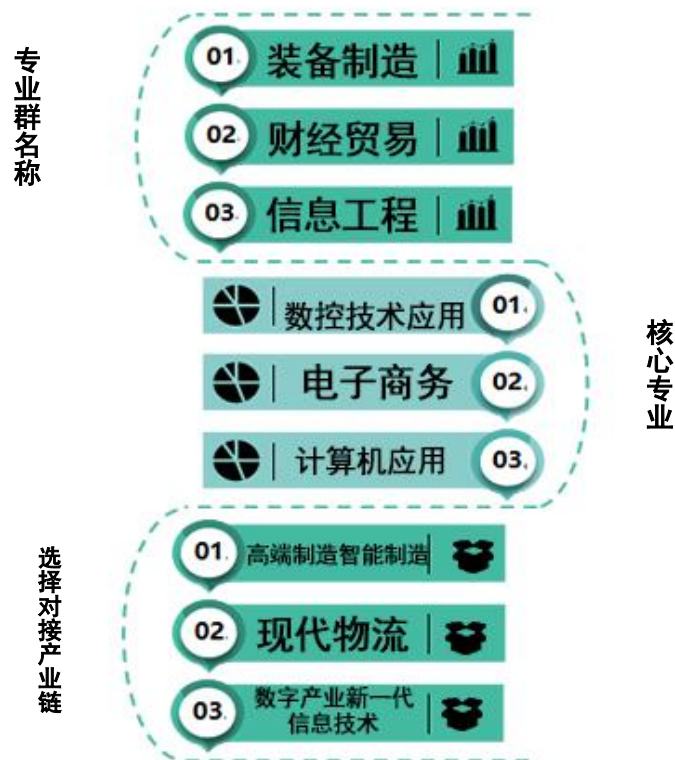 专业群名称
01.
装备制造
02.
财经贸易
03.
信息工程
数控技术应用
01.
电子商务
02.
计算机应用
03.
核心专业
选择对接产业链
01.
高端制造智能制造
02.
现代物流
03.
数字产业新一代
信息技术